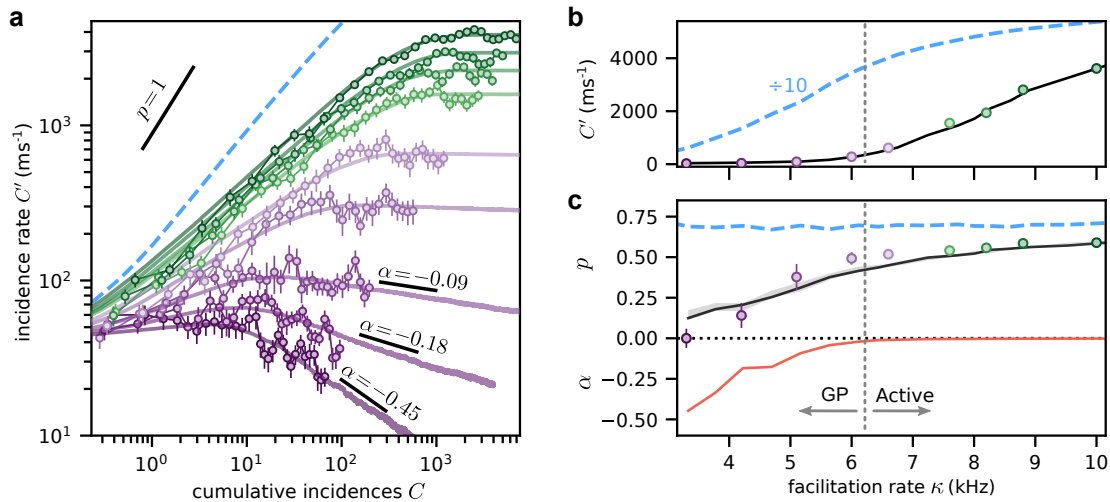 a
incidence rate C′ (ms⁻¹)
10³
10²
10¹
p=1
α=−0.09
α=−0.18
α=−0.45
10⁰ 10¹ 10² 10³
cumulative incidences C
b
C′ (ms⁻¹)
4000
2000
0
÷10
c
p
0.75
0.50
0.25
0.00
α
−0.25
−0.50
GP Active
4 5 6 7 8 9 10
facilitation rate κ (kHz)